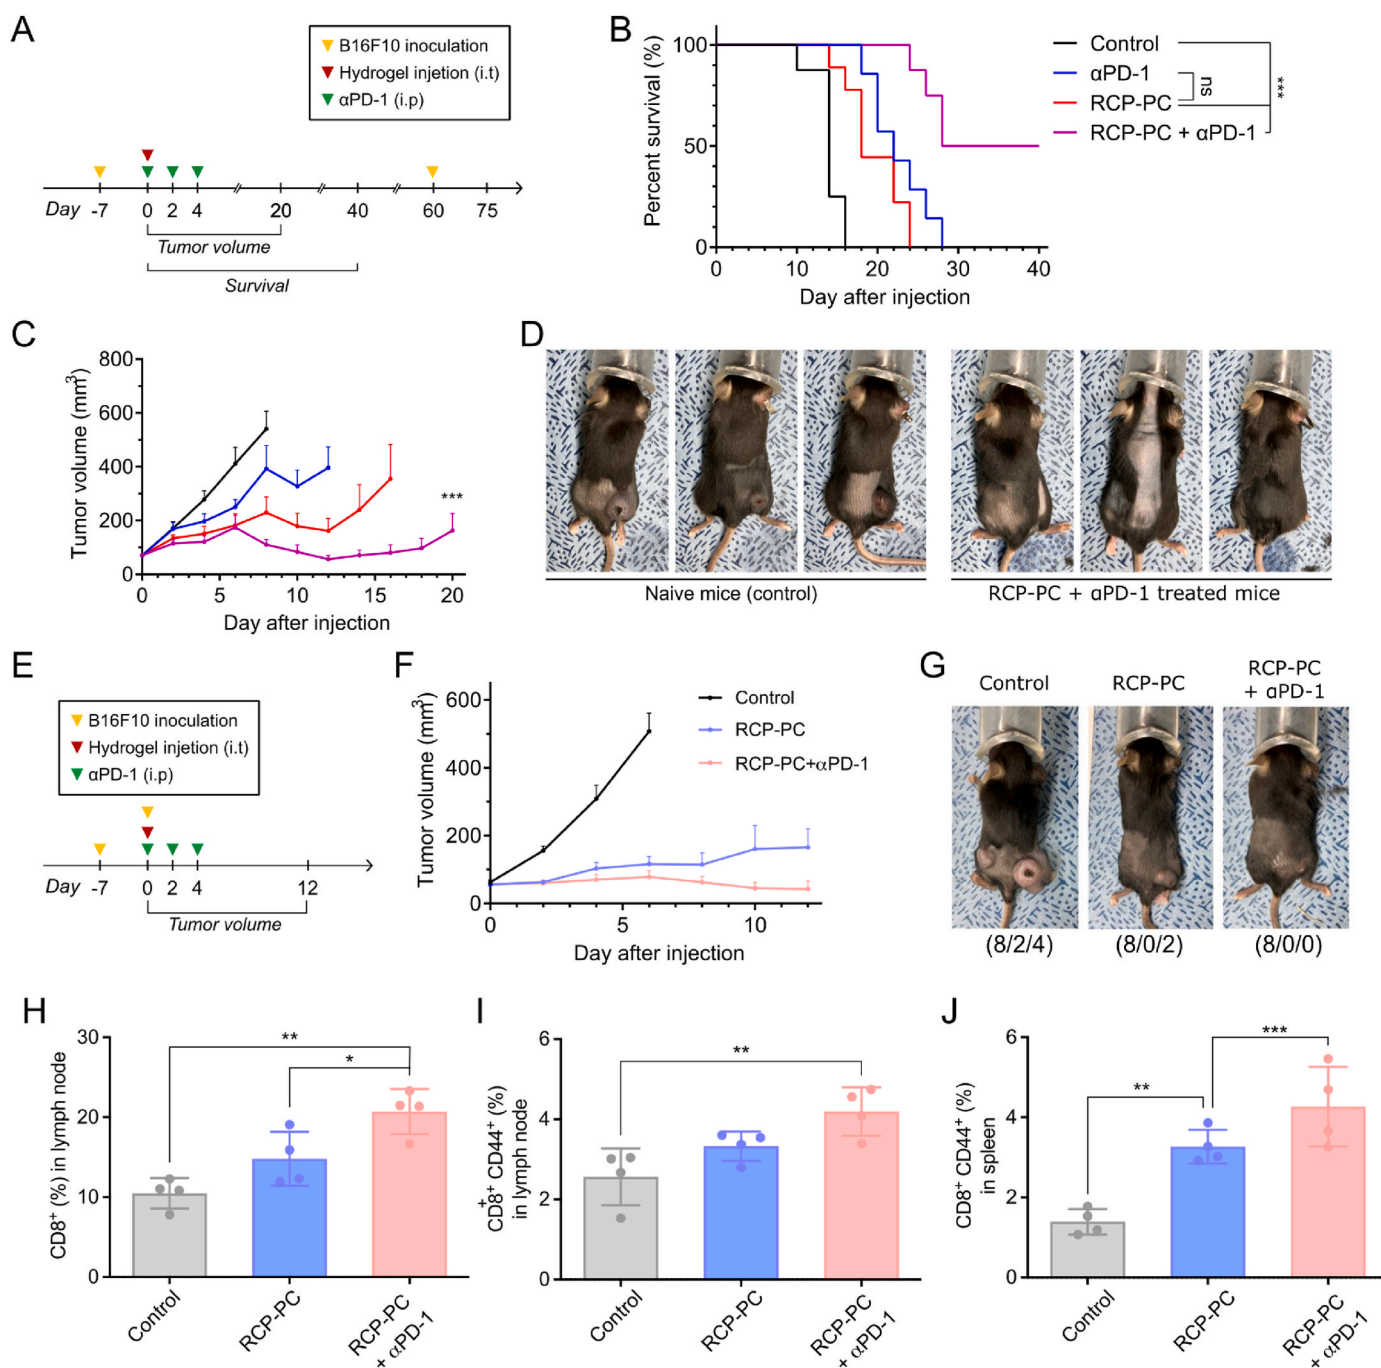 A
B16F10 inoculation
Hydrogel injetion (i.t)
αPD-1 (i.p)
Day -7 0 2 4 20 40 60 75
Tumor volume
Survival
B
Percent survival (%)
100
50
0
0 10 20 30 40
Day after injection
Control
αPD-1
RCP-PC
RCP-PC + αPD-1
ns
***
C
Tumor volume (mm³)
800
600
400
200
0
0 5 10 15 20
***
Day after injection
D
Naive mice (control)
RCP-PC + αPD-1 treated mice
E
B16F10 inoculation
Hydrogel injetion (i.t)
αPD-1 (i.p)
Day -7 0 2 4 12
Tumor volume
F
Tumor volume (mm³)
600
400
200
0
0 5 10
Day after injection
Control
RCP-PC
RCP-PC+αPD-1
G
Control
RCP-PC
RCP-PC
+ αPD-1
(8/2/4)
(8/0/2)
(8/0/0)
H
CD8⁺ (%) in lymph node
30
20
10
0
**
*
Control
RCP-PC
RCP-PC
+ αPD-1
I
CD8⁺ CD44⁺ (%)
in lymph node
6
4
2
0
**
Control
RCP-PC
RCP-PC
+ αPD-1
J
CD8⁺ CD44⁺ (%)
in spleen
6
4
2
0
**
***
Control
RCP-PC
RCP-PC
+ αPD-1